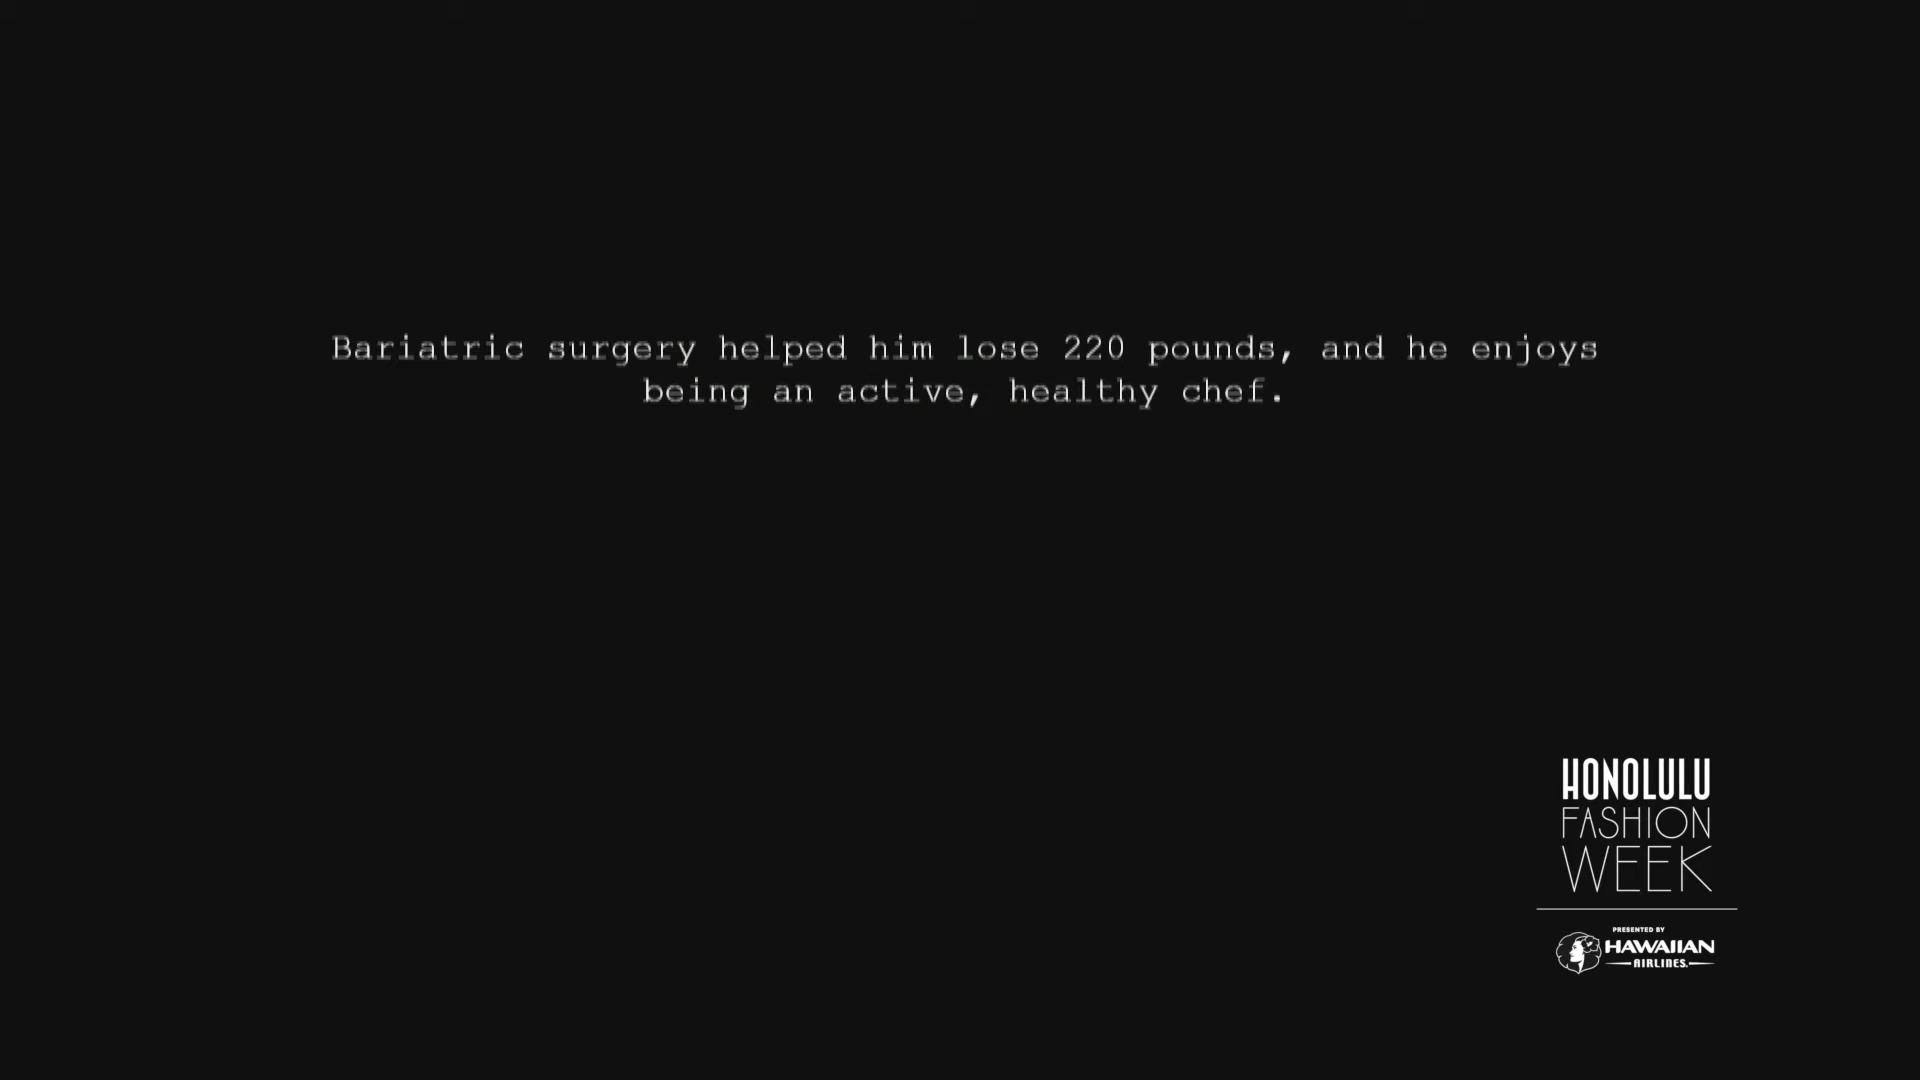 Bariatric surgery helped him lose 220 pounds, and he enjoys
being an active, healthy chef.
HONOLULU
FASHION
WEEK
PRESENTED BY
HAWAIIAN
AIRLINES.